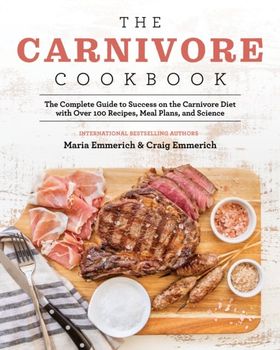 THE
CARNIVORE
COOKBOOK
The Complete Guide to Success on the Carnivore Diet
with Over 100 Recipes, Meal Plans, and Science
INTERNATIONAL BESTSELLING AUTHORS
Maria Emmerich & Craig Emmerich